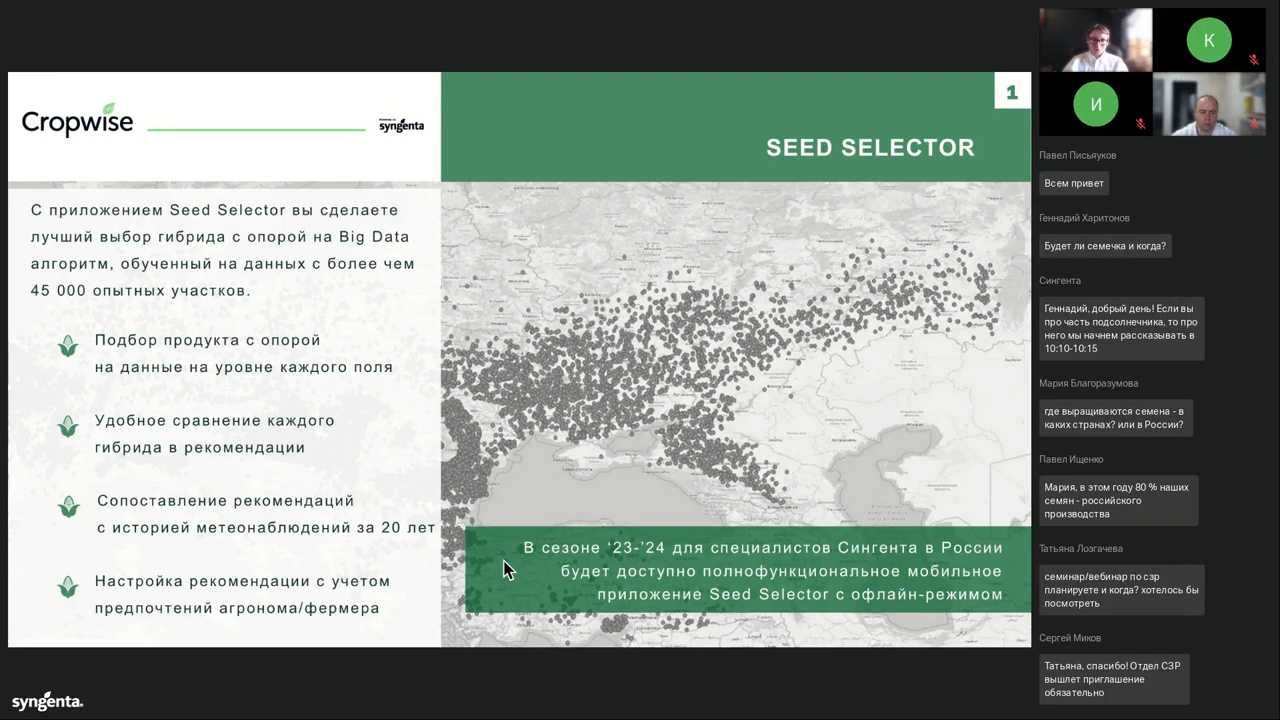 Cropwise
syngenta
1
SEED SELECTOR
С приложением Seed Selector вы сделаете
лучший выбор гибрида с опорой на Big Data
алгоритм, обученный на данных с более чем
45 000 опытных участков.
Подбор продукта с опорой
на данные на уровне каждого поля
Удобное сравнение каждого
гибрида в рекомендации
Сопоставление рекомендаций
с историей метеонаблюдений за 20 лет
Настройка рекомендации с учетом
предпочтений агронома/фермера
В сезоне ‘23-’24 для специалистов Сингента в России
будет доступно полнофункциональное мобильное
приложение Seed Selector с офлайн-режимом
syngenta
К
И
Павел Письяуков
Всем привет
Геннадий Харитонов
Будет ли семечка и когда?
Сингента
Геннадий, добрый день! Если вы
про часть подсолнечника, то про
него мы начнем рассказывать в
10:10-10:15
Мария Благоразумова
где выращиваются семена - в
каких странах? или в России?
Павел Ищенко
Мария, в этом году 80 % наших
семян - российского
производства
Татьяна Лозгачева
семинар/вебинар по сзр
планируете и когда? хотелось бы
посмотреть
Сергей Миков
Татьяна, спасибо! Отдел СЗР
вышлет приглашение
обязательно